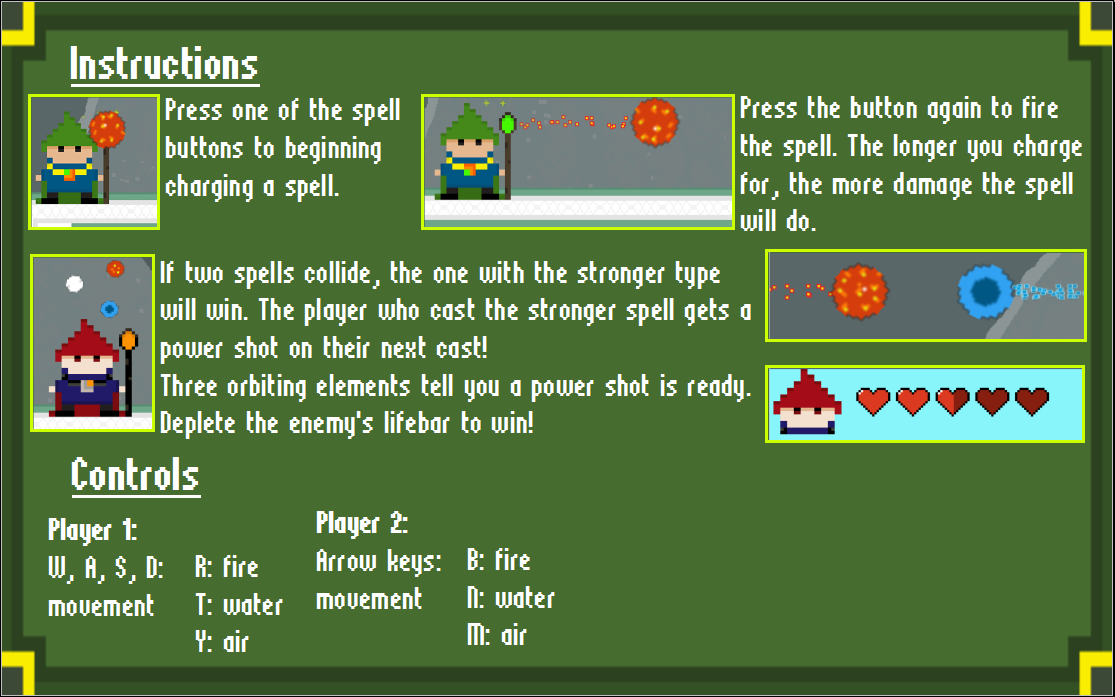 Instructions
Press one of the spell
buttons to beginning
charging a spell.
Press the button again to fire
the spell. The longer you charge
for, the more damage the spell
will do.
If two spells collide, the one with the stronger type
will win. The player who cast the stronger spell gets a
power shot on their next cast!
Three orbiting elements tell you a power shot is ready.
Deplete the enemy's lifebar to win!
Controls
Player 1:
W, A, S, D:
movement
R: fire
T: water
Y: air
Player 2:
Arrow keys:
movement
B: fire
N: water
M: air